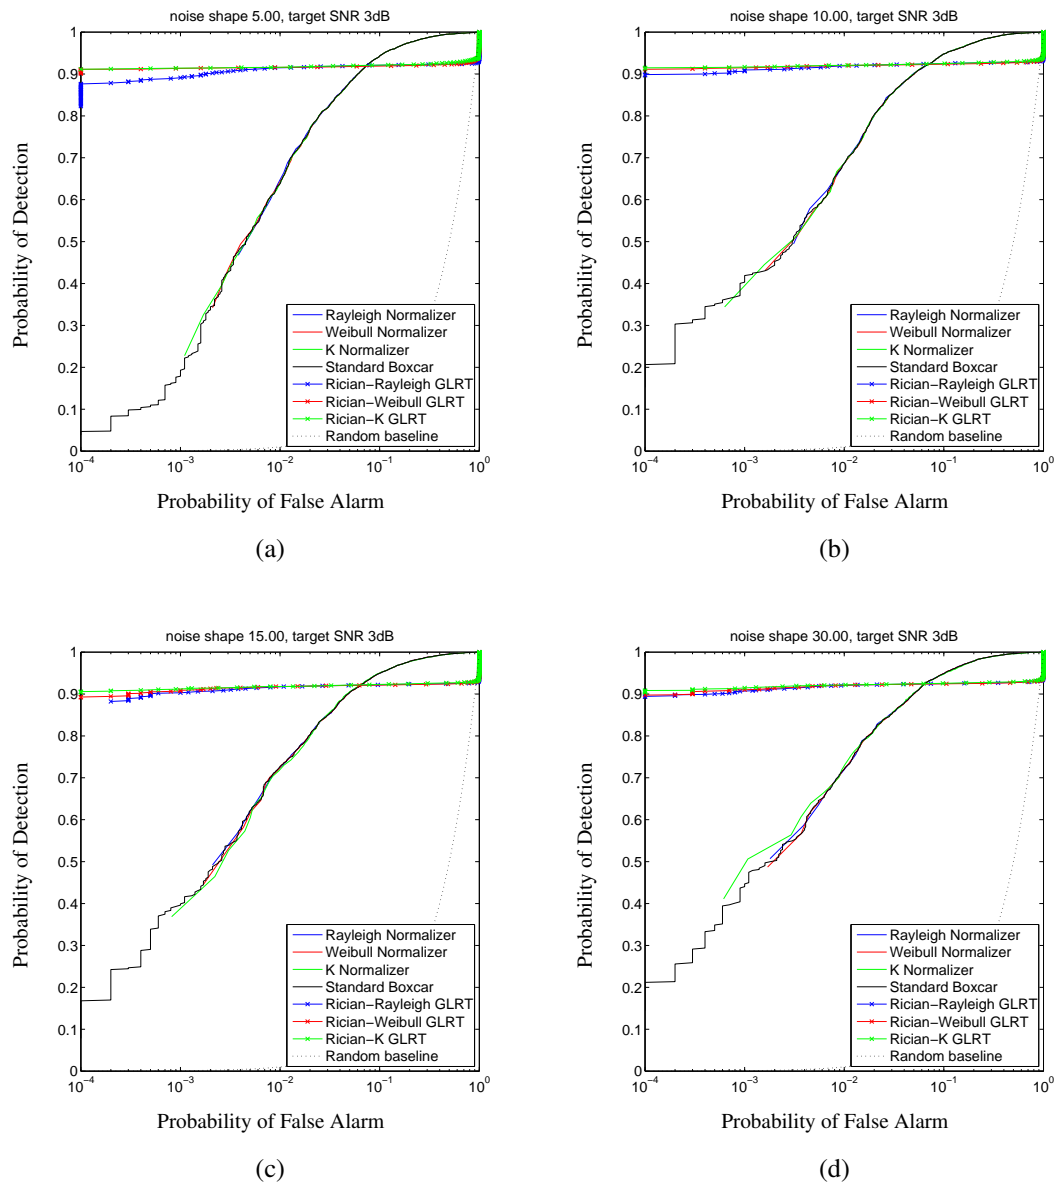 noise shape 5.00, target SNR 3dB
1
0.9
0.8
0.7
0.6
0.5
0.4
0.3
0.2
0.1
0
Probability of Detection
Rayleigh Normalizer
Weibull Normalizer
K Normalizer
Standard Boxcar
Rician−Rayleigh GLRT
Rician−Weibull GLRT
Rician−K GLRT
Random baseline
10⁻⁴ 10⁻³ 10⁻² 10⁻¹ 10⁰
Probability of False Alarm
(a)
noise shape 10.00, target SNR 3dB
1
0.9
0.8
0.7
0.6
0.5
0.4
0.3
0.2
0.1
0
Probability of Detection
Rayleigh Normalizer
Weibull Normalizer
K Normalizer
Standard Boxcar
Rician−Rayleigh GLRT
Rician−Weibull GLRT
Rician−K GLRT
Random baseline
10⁻⁴ 10⁻³ 10⁻² 10⁻¹ 10⁰
Probability of False Alarm
(b)
noise shape 15.00, target SNR 3dB
1
0.9
0.8
0.7
0.6
0.5
0.4
0.3
0.2
0.1
0
Probability of Detection
Rayleigh Normalizer
Weibull Normalizer
K Normalizer
Standard Boxcar
Rician−Rayleigh GLRT
Rician−Weibull GLRT
Rician−K GLRT
Random baseline
10⁻⁴ 10⁻³ 10⁻² 10⁻¹ 10⁰
Probability of False Alarm
(c)
noise shape 30.00, target SNR 3dB
1
0.9
0.8
0.7
0.6
0.5
0.4
0.3
0.2
0.1
0
Probability of Detection
Rayleigh Normalizer
Weibull Normalizer
K Normalizer
Standard Boxcar
Rician−Rayleigh GLRT
Rician−Weibull GLRT
Rician−K GLRT
Random baseline
10⁻⁴ 10⁻³ 10⁻² 10⁻¹ 10⁰
Probability of False Alarm
(d)